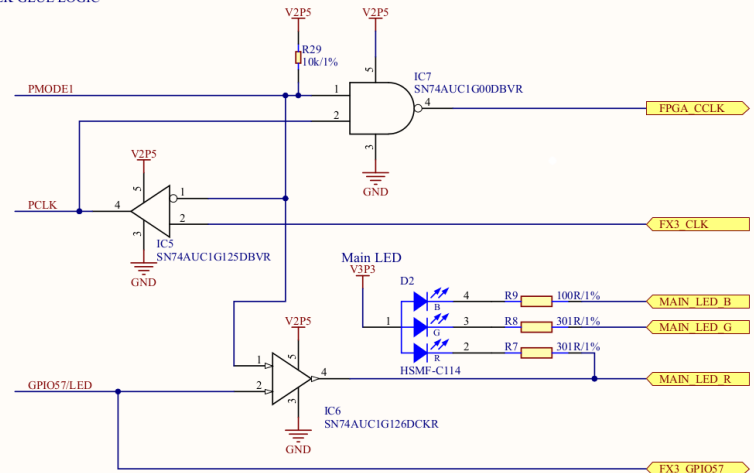 V2P5
V2P5
R29
10k/1%
IC7
SN74AUC1G00DBVR
5
PMODE1
1
4
FPGA_CCLK
2
3
V2P5
GND
5
1
PCLK
4
2
FX3_CLK
3
IC5
SN74AUC1G125DBVR
Main LED
V3P3
GND
D2
4
R9
100R/1%
MAIN_LED_B
B
1
3
R8
301R/1%
MAIN_LED_G
G
V2P5
2
R7
301R/1%
R
HSMF-C114
5
1
4
MAIN_LED_R
GPIO57/LED
2
3
IC6
SN74AUC1G126DCKR
GND
FX3_GPIO57